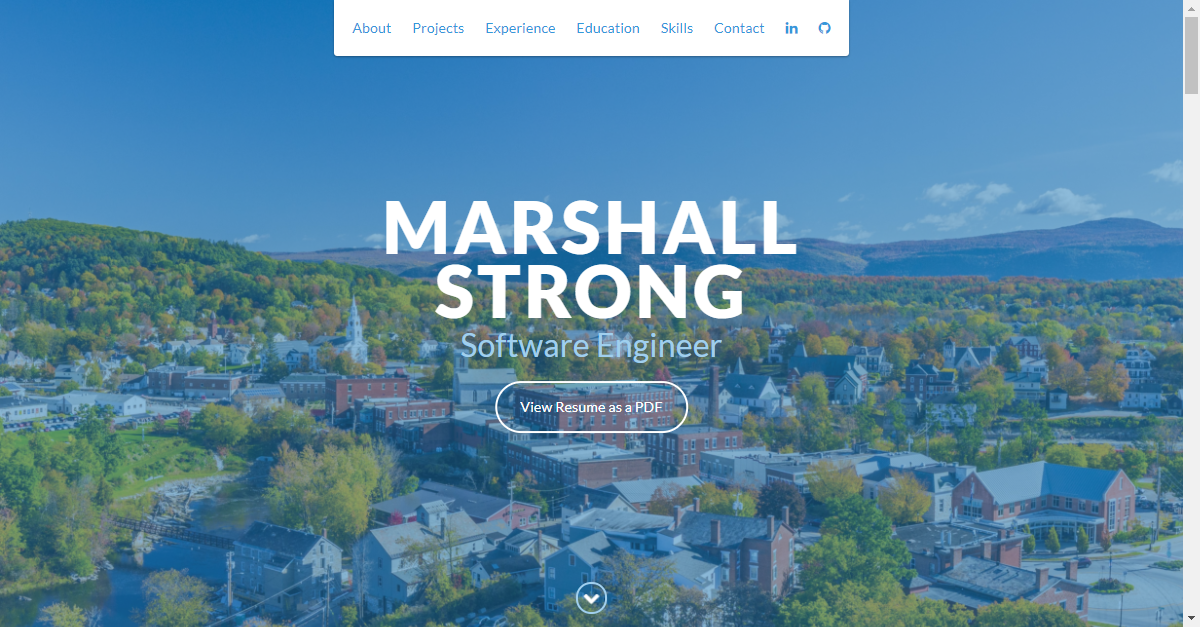 About Projects Experience Education Skills Contact in
MARSHALL
STRONG
Software Engineer
View Resume as a PDF